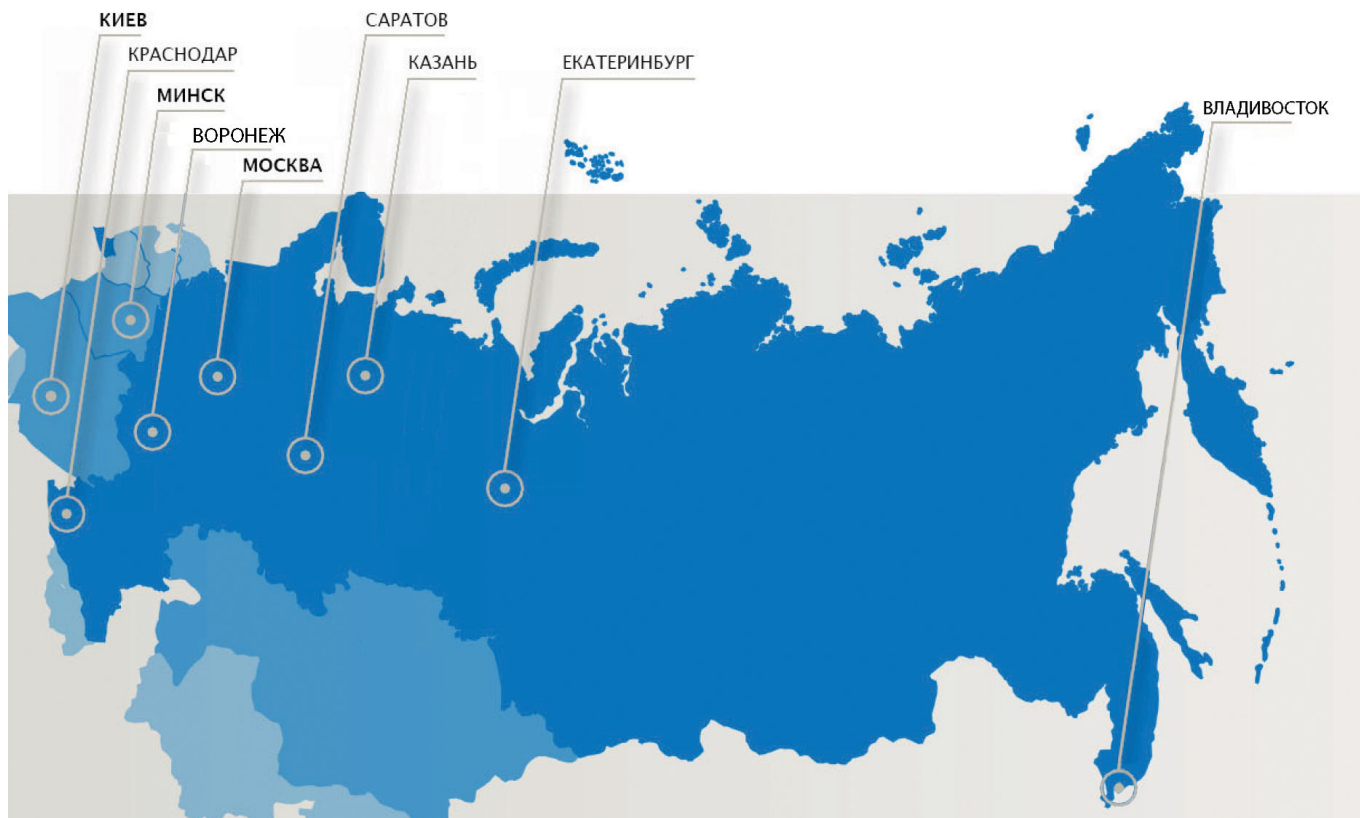 КИЕВ
САРАТОВ
КРАСНОДАР
КАЗАНЬ
ЕКАТЕРИНБУРГ
МИНСК
ВЛАДИВОСТОК
ВОРОНЕЖ
МОСКВА